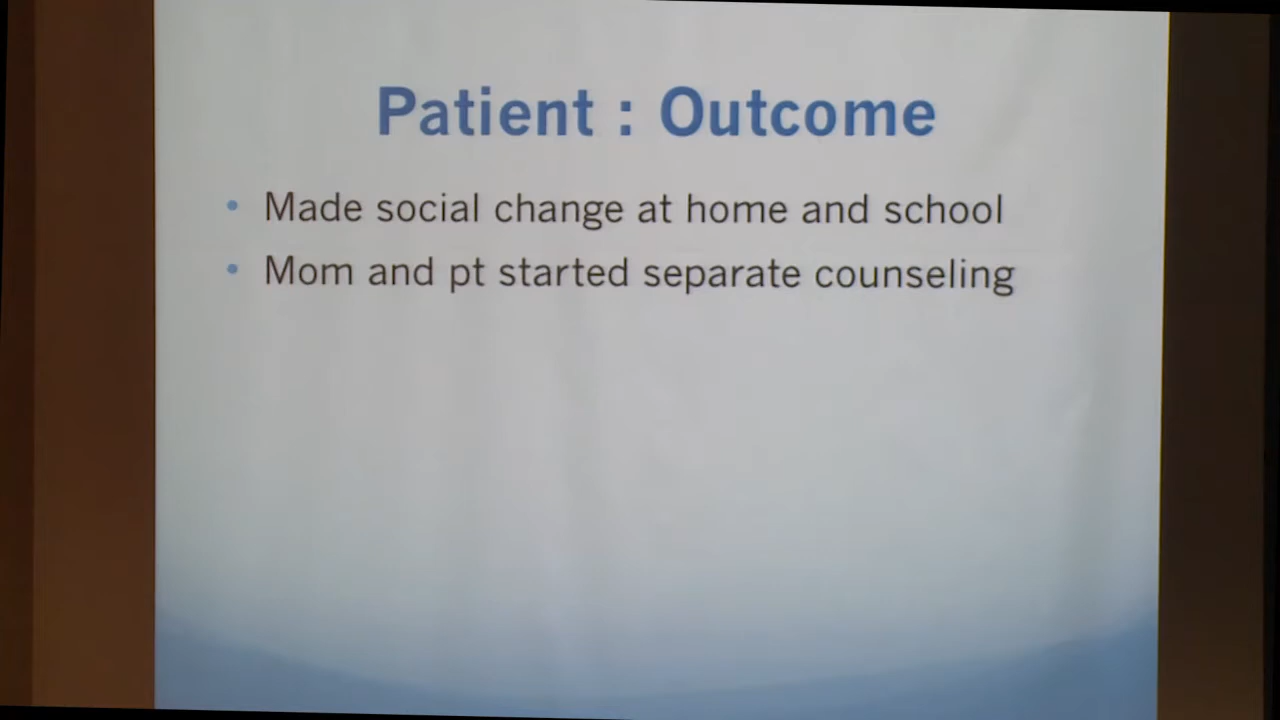 Patient : Outcome
• Made social change at home and school
• Mom and pt started separate counseling